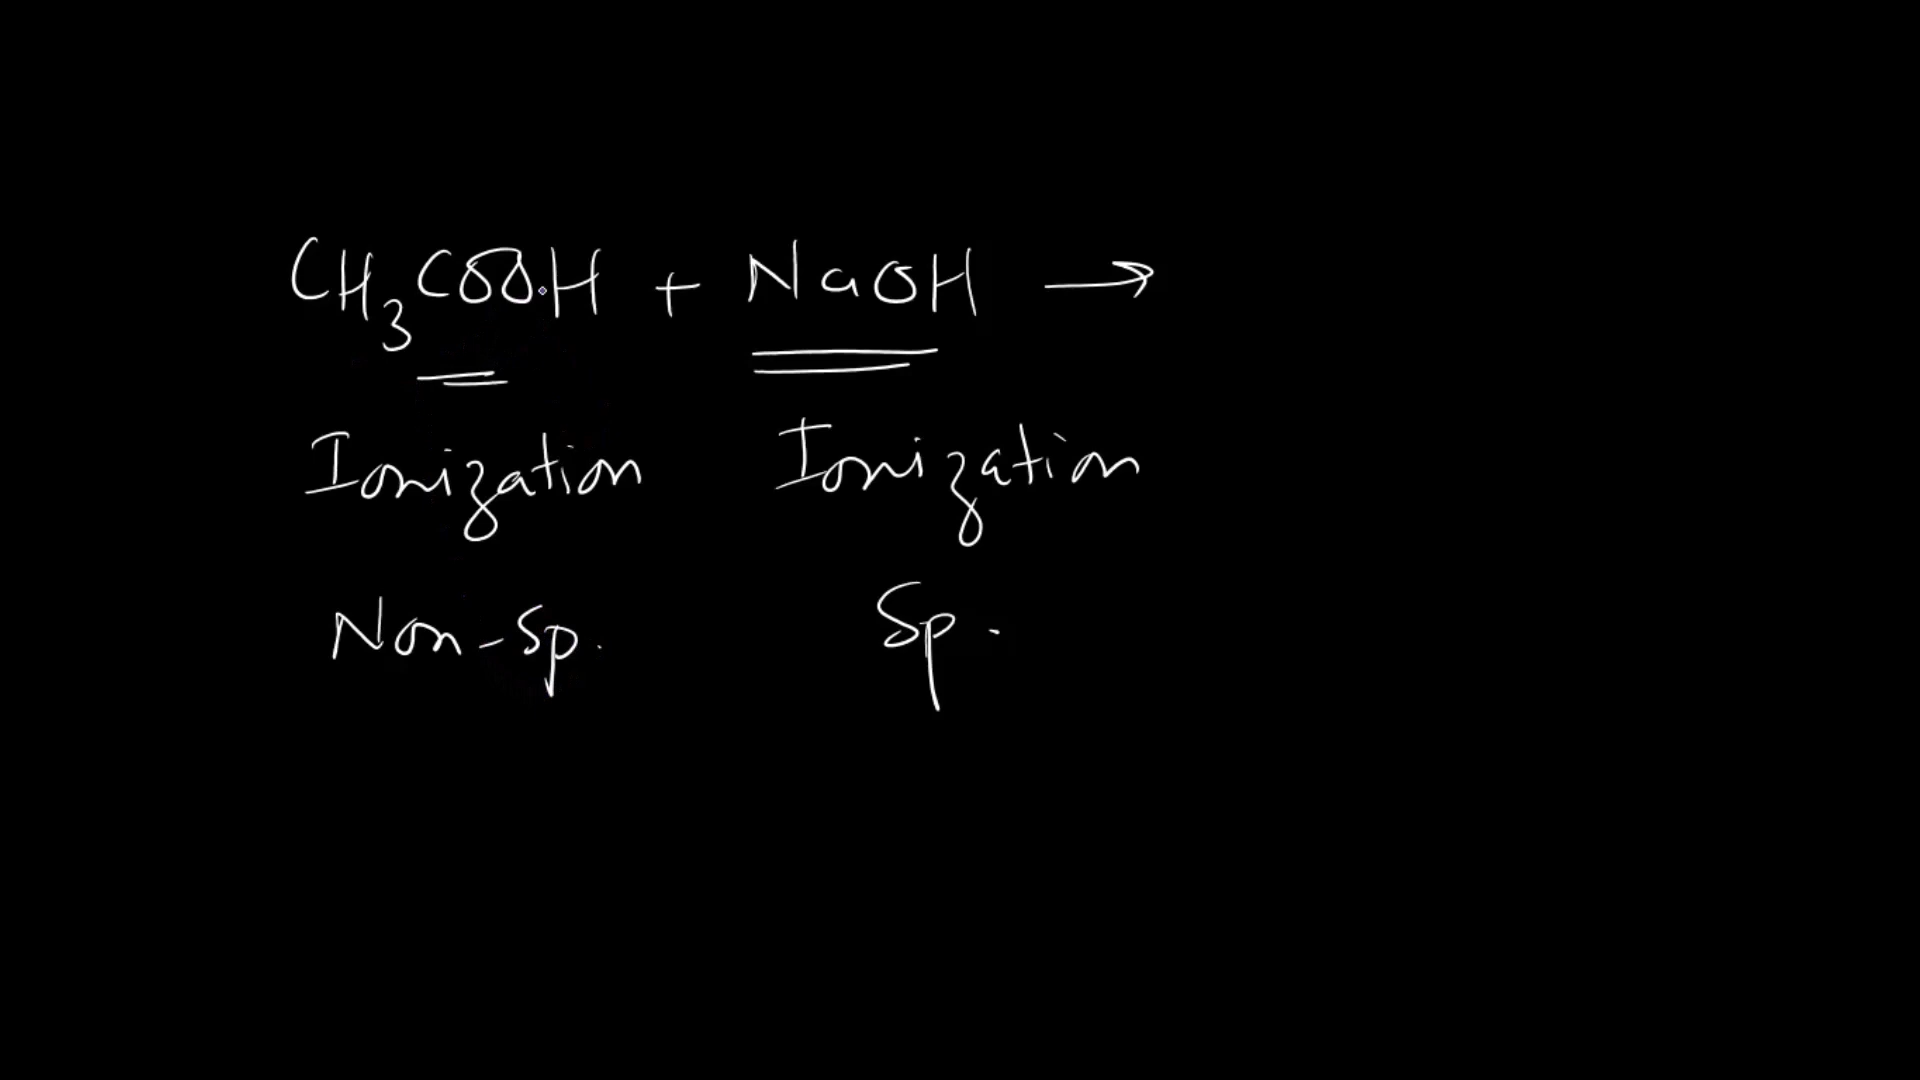 CH₃COOH + NaOH →
Ionization Ionization
Non-Sp. Sp.